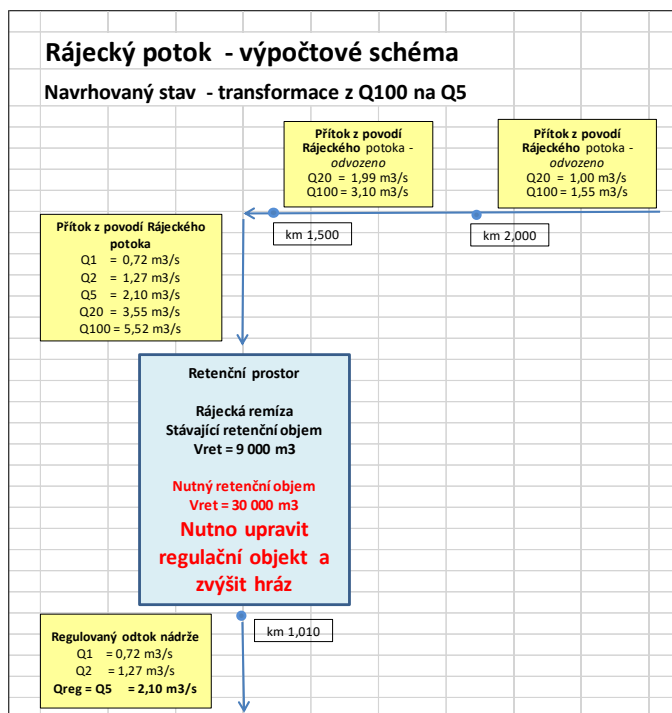 Rájecký potok - výpočtové schéma
Navrhovaný stav - transformace z Q100 na Q5
Přítok z povodí
Rájeckého potoka -
odvozeno
Q20 = 1,99 m3/s
Q100 = 3,10 m3/s
Přítok z povodí
Rájeckého potoka -
odvozeno
Q20 = 1,00 m3/s
Q100 = 1,55 m3/s
km 1,500
km 2,000
Přítok z povodí Rájeckého
potoka
Q1 = 0,72 m3/s
Q2 = 1,27 m3/s
Q5 = 2,10 m3/s
Q20 = 3,55 m3/s
Q100 = 5,52 m3/s
Retenční prostor
Rájecká remíza
Stávající retenční objem
Vret = 9 000 m3
Nutný retenční objem
Vret = 30 000 m3
Nutno upravit
regulační objekt a
zvýšit hráz
km 1,010
Regulovaný odtok nádrže
Q1 = 0,72 m3/s
Q2 = 1,27 m3/s
Qreg = Q5 = 2,10 m3/s